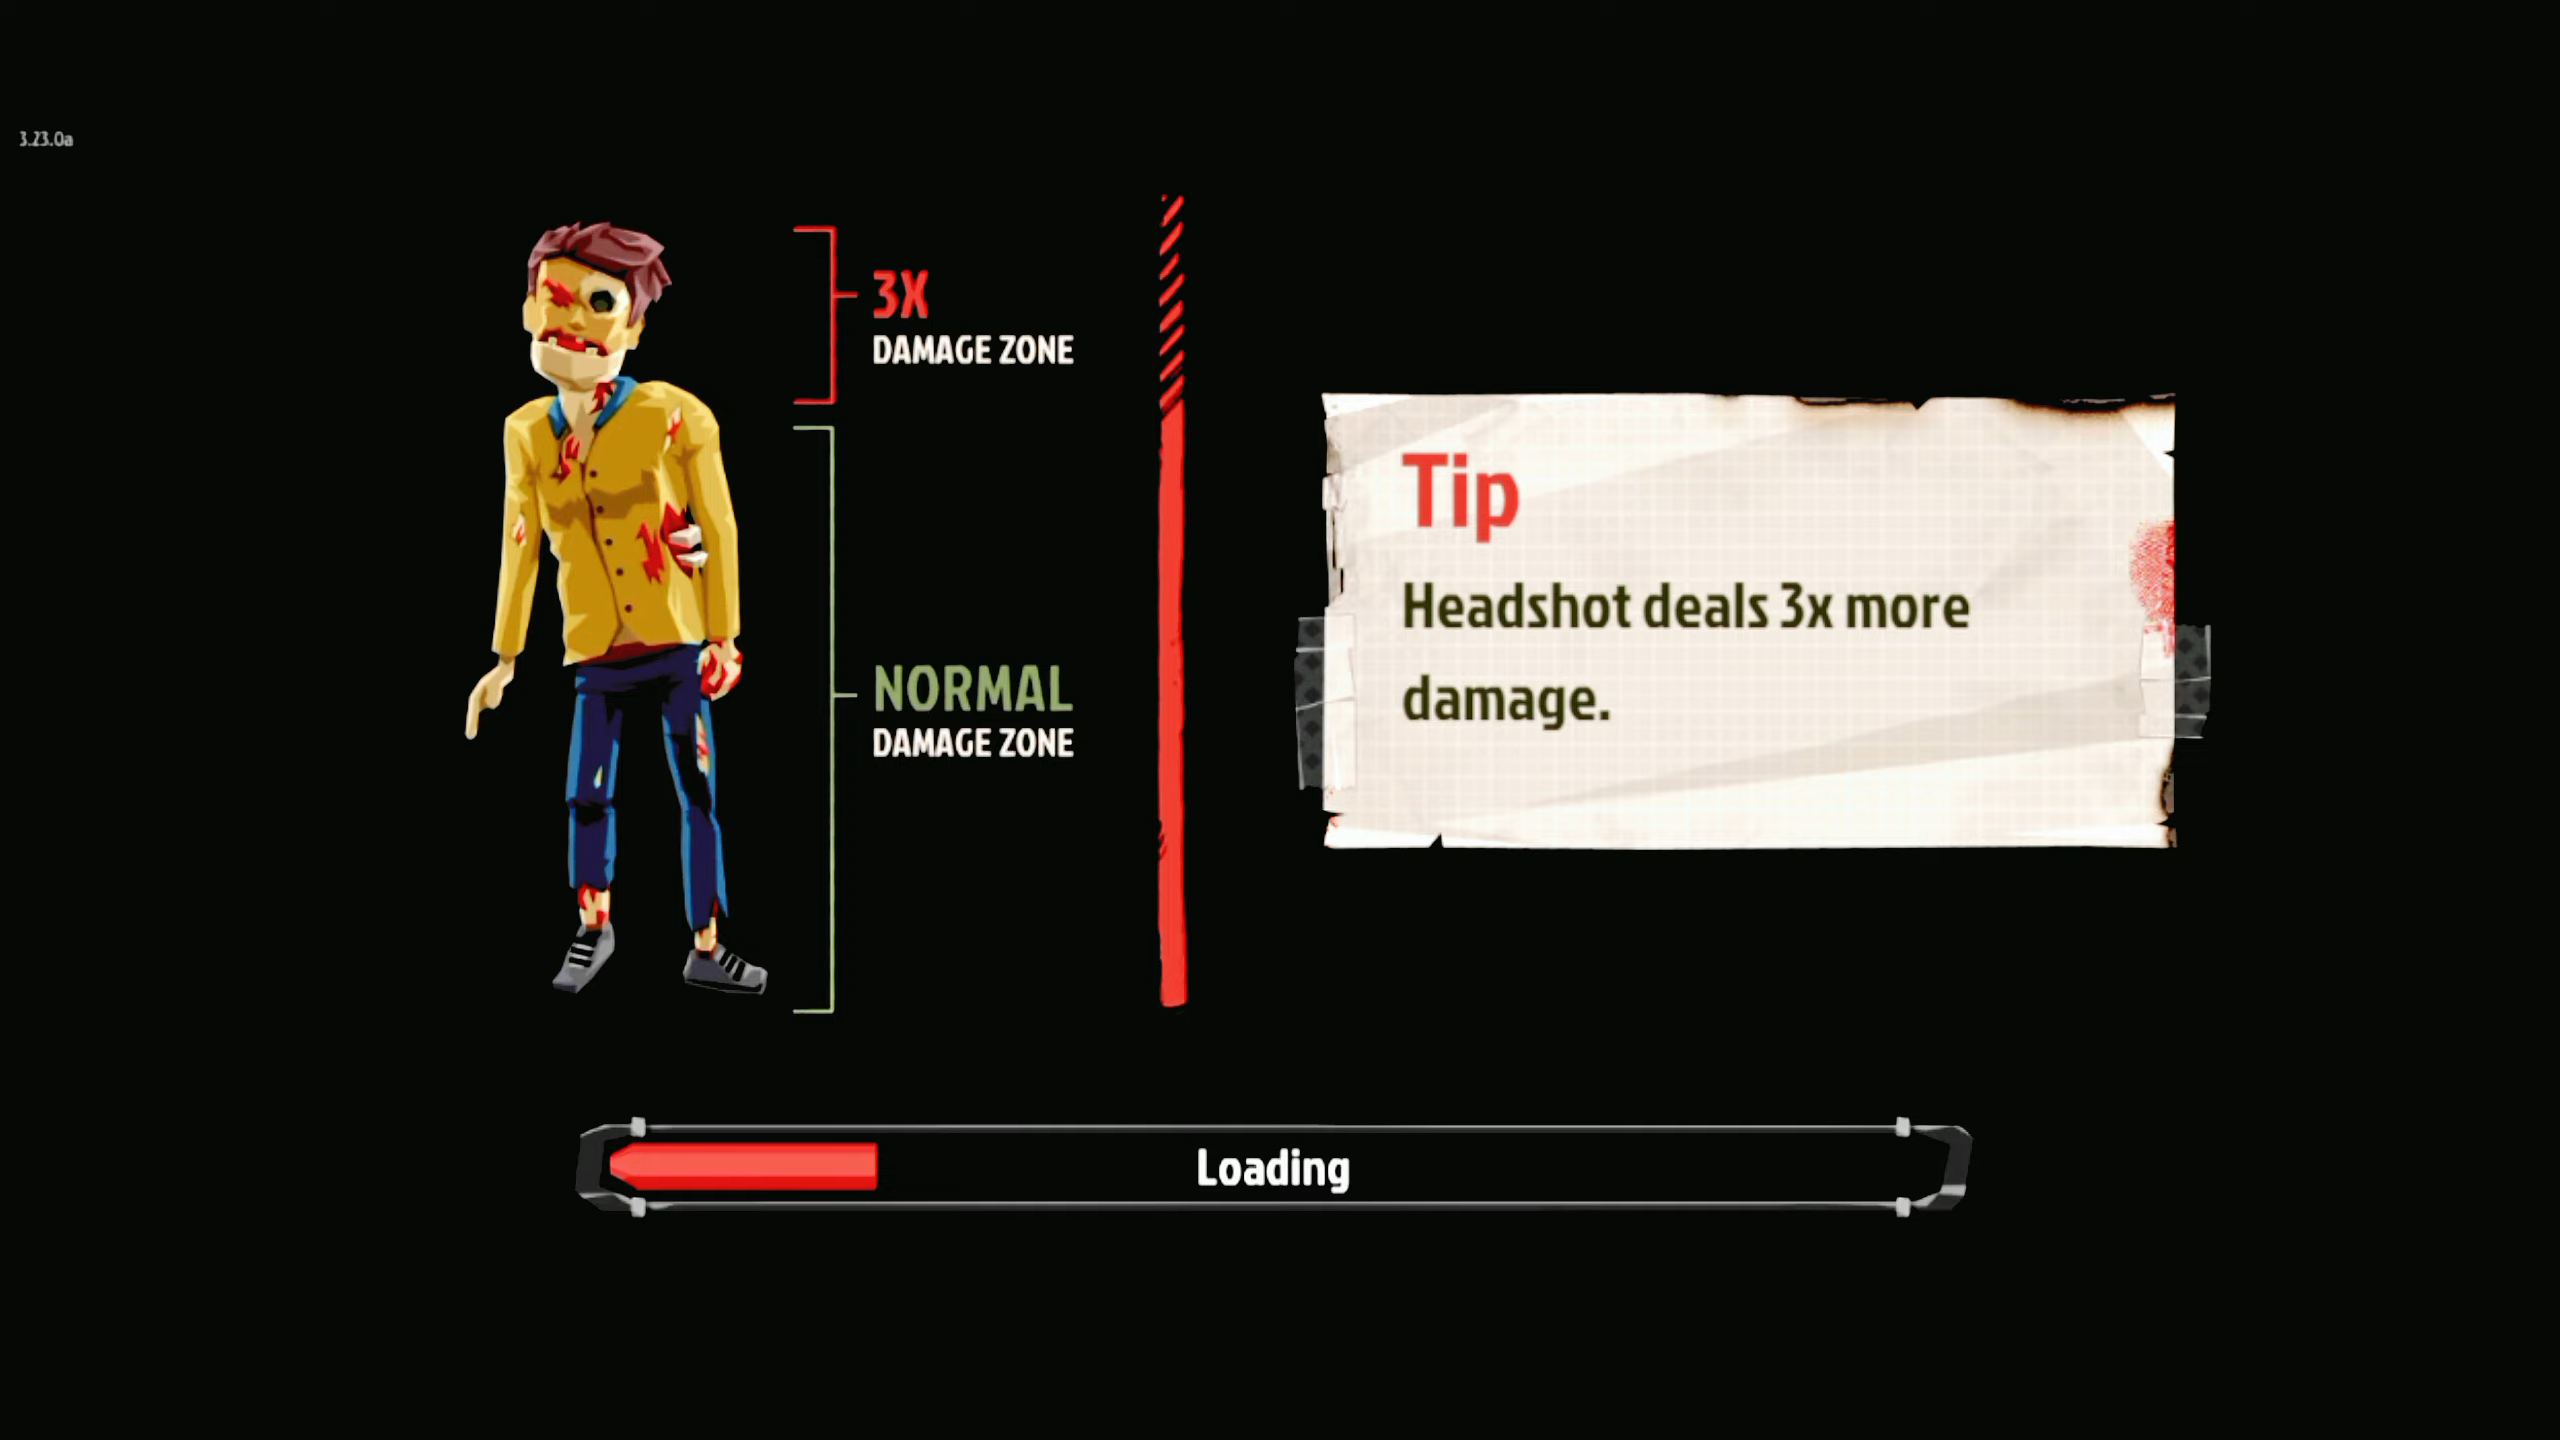 3.23.0a
3X
DAMAGE ZONE
NORMAL
DAMAGE ZONE
Tip
Headshot deals 3x more
damage.
Loading